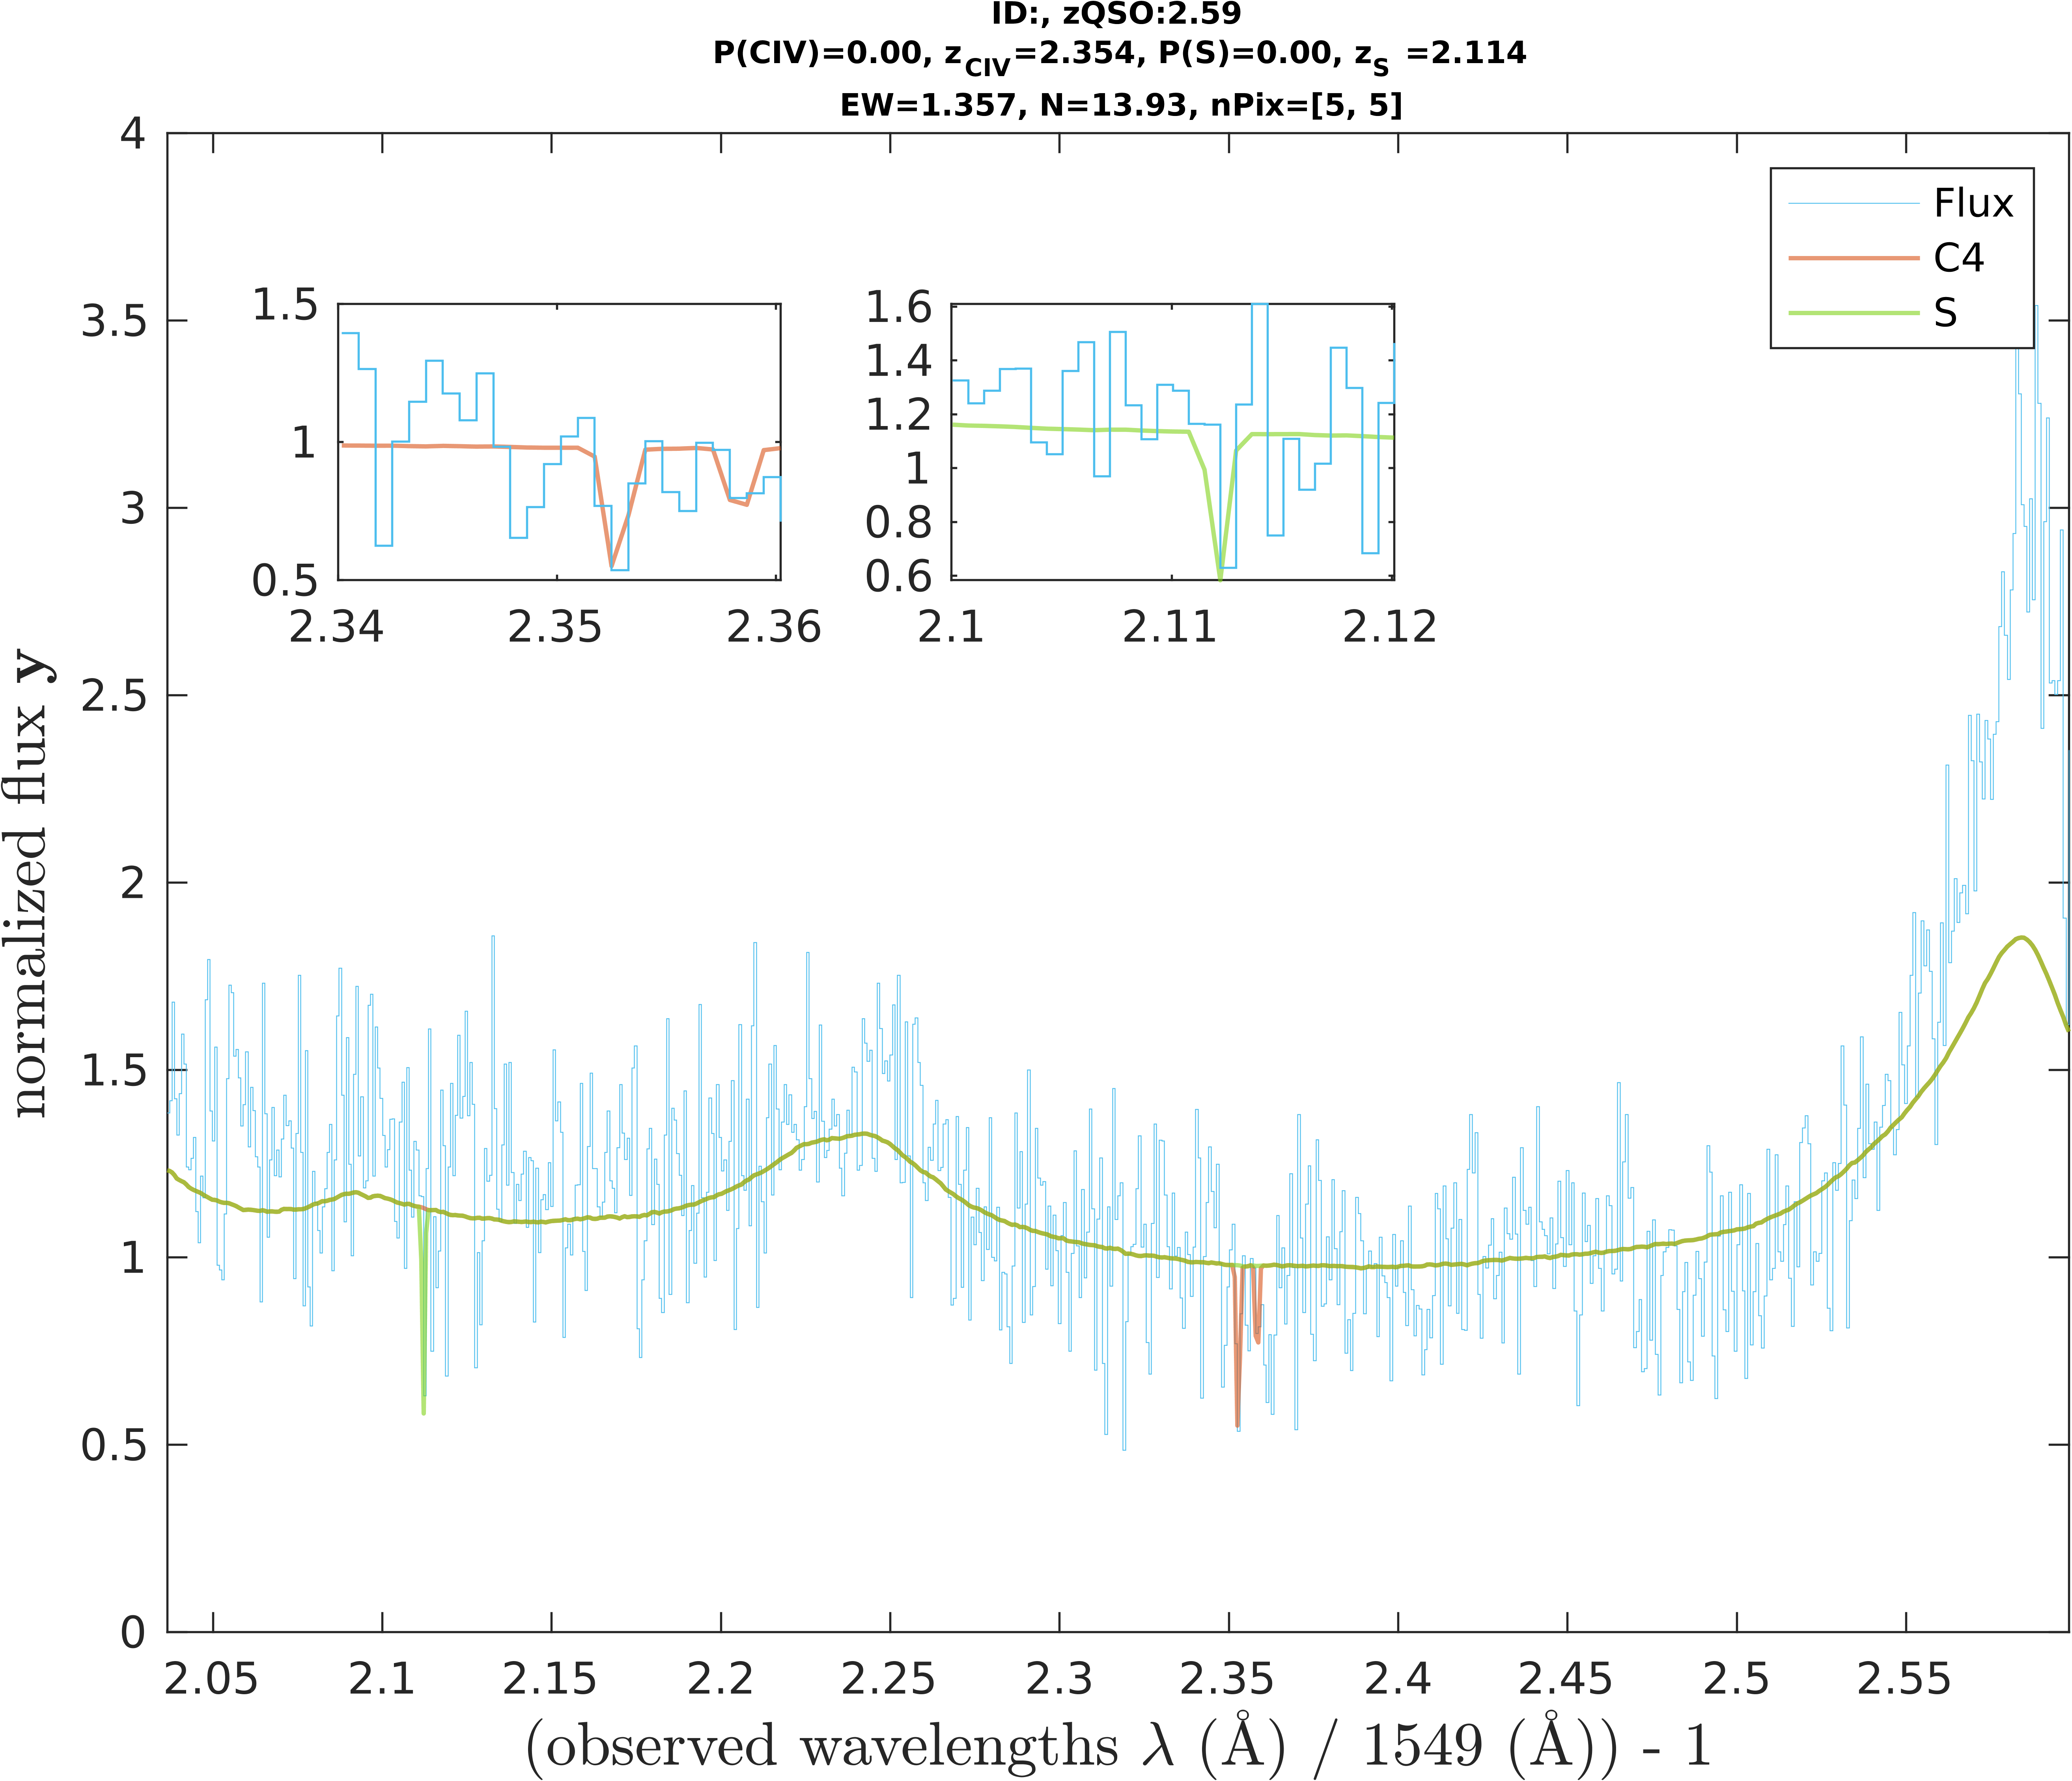 ID:, zQSO:2.59
P(CIV)=0.00, zCIV=2.354, P(S)=0.00, zS =2.114
EW=1.357, N=13.93, nPix=[5, 5]
4
3.5
3
2.5
2
1.5
1
0.5
0
normalized flux y
Flux
C4
S
1.5
1
0.5
2.34 2.35 2.36
1.6
1.4
1.2
1
0.8
0.6
2.1 2.11 2.12
2.05 2.1 2.15 2.2 2.25 2.3 2.35 2.4 2.45 2.5 2.55
(observed wavelengths λ (Å) / 1549 (Å)) - 1